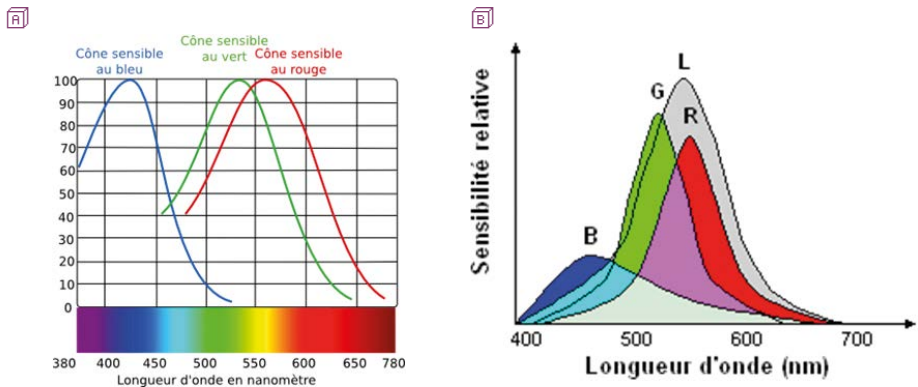 A
Cône sensible
au bleu
Cône sensible
au vert
Cône sensible
au rouge
100
90
80
70
60
50
40
30
20
10
0
380 400 450 500 550 600 650 780
Longueur d'onde en nanomètre
B
Sensibilité relative
L
G
R
B
400 500 600 700
Longueur d'onde (nm)